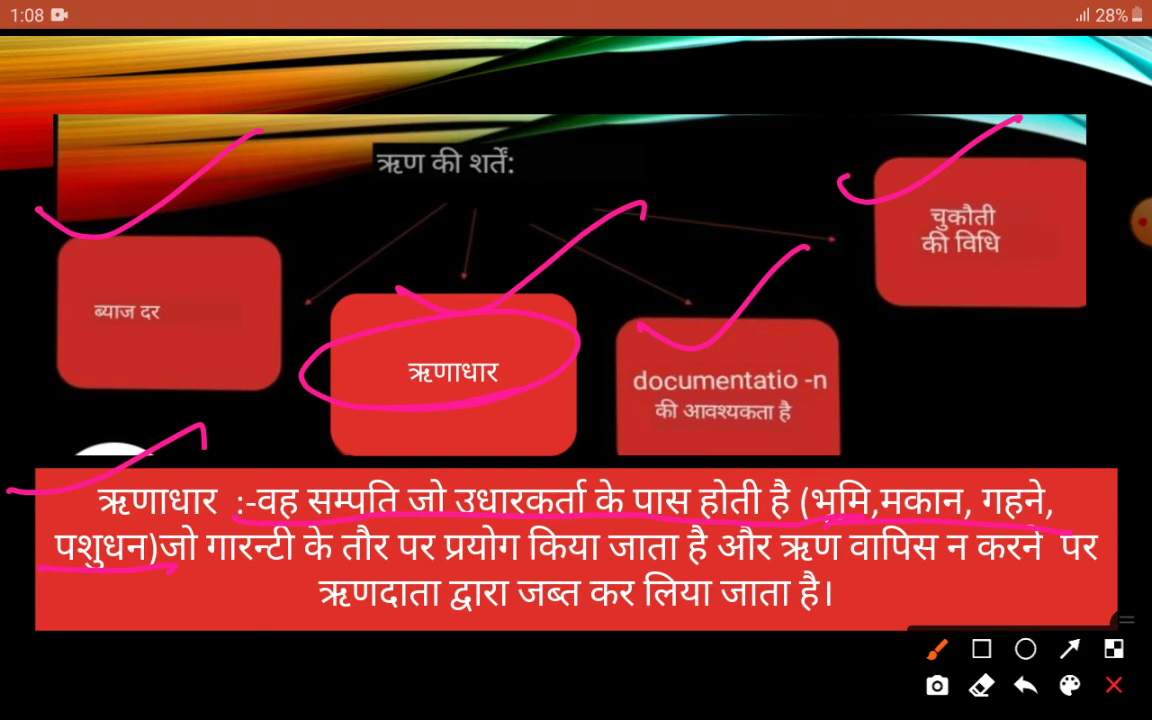 1:08
28%
ऋण की शर्तें:
चुकौती
की विधि
ब्याज दर
ऋणाधार
documentatio -n
की आवश्यकता है
ऋणाधार :-वह सम्पति जो उधारकर्ता के पास होती है (भूमि,मकान, गहने,
पशुधन)जो गारन्टी के तौर पर प्रयोग किया जाता है और ऋण वापिस न करने पर
ऋणदाता द्वारा जब्त कर लिया जाता है।